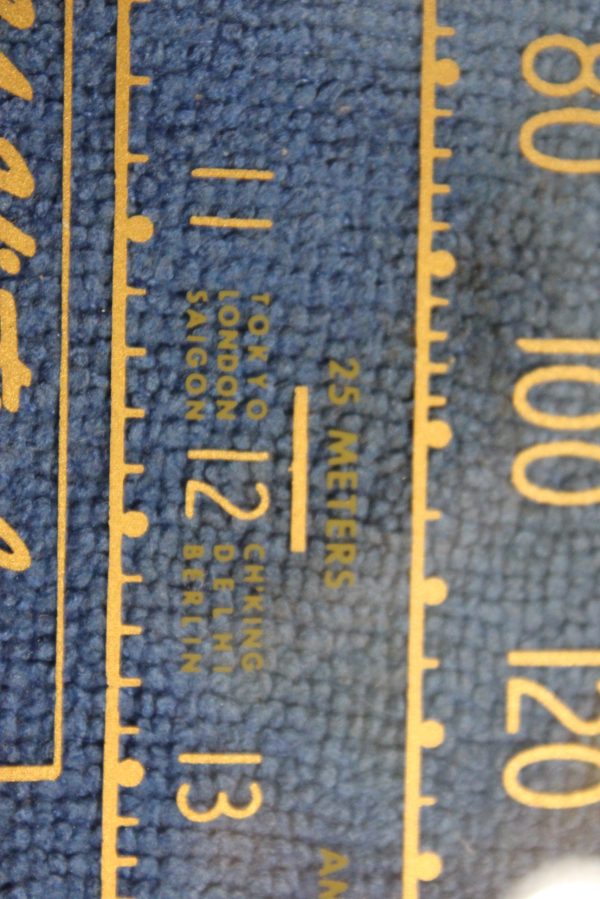 80 100 120
25 METERS
TOKYO
LONDON
SAIGON
11 12 13
CH'KING
DELHI
BERLIN